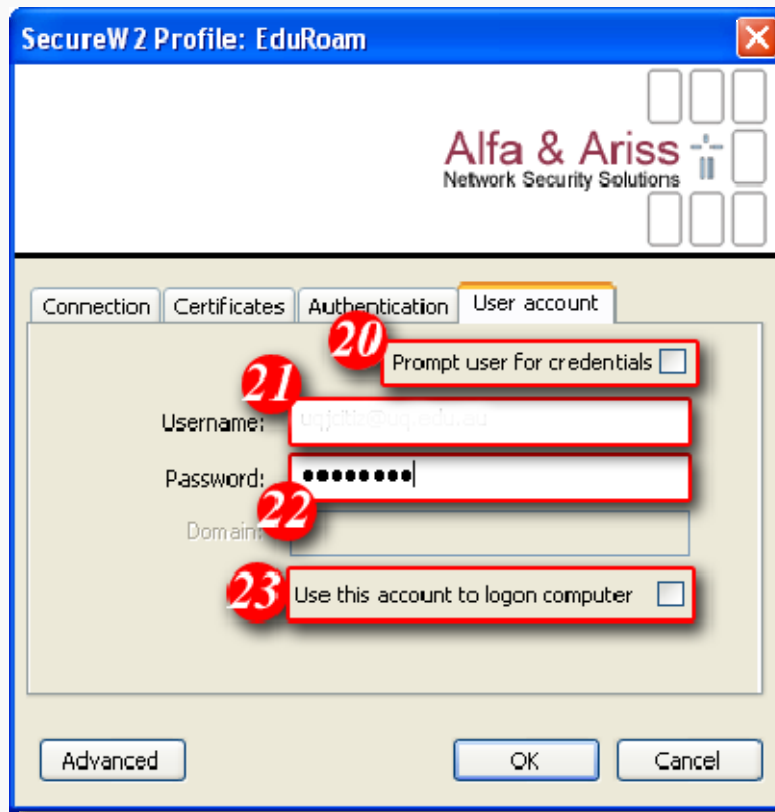 SecureW2 Profile: EduRoam
Alfa & Ariss
Network Security Solutions
Connection Certificates Authentication User account
20 Prompt user for credentials
21
Username:
Password:
22
Domain:
23 Use this account to logon computer
Advanced OK Cancel